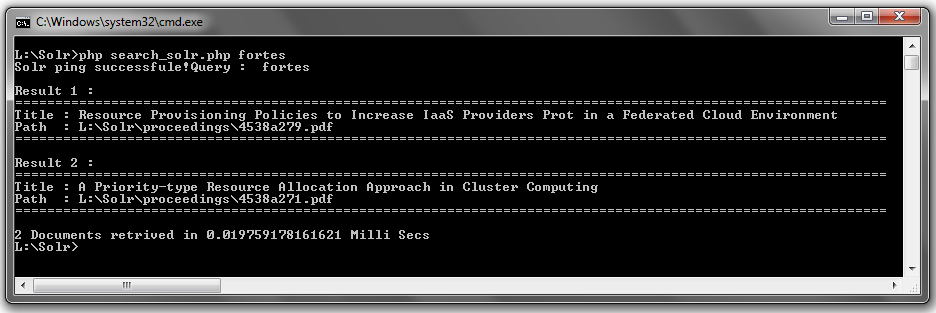 C:\Windows\system32\cmd.exe
L:\Solr>php search_solr.php fortes
Solr ping successfule!Query :  fortes
Result 1 :
=============================================================================================================
Title : Resource Provisioning Policies to Increase IaaS Providers Prot in a Federated Cloud Environment
Path  : L:\Solr\proceedings\4538a279.pdf
=============================================================================================================
Result 2 :
=============================================================================================================
Title : A Priority-type Resource Allocation Approach in Cluster Computing
Path  : L:\Solr\proceedings\4538a271.pdf
=============================================================================================================
2 Documents retrived in 0.019759178161621 Milli Secs
L:\Solr>